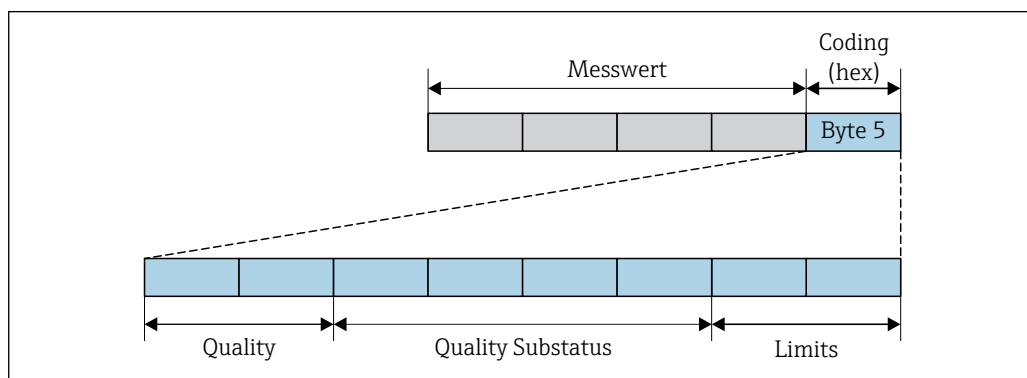 Messwert
Coding
(hex)
Byte 5
Quality
Quality Substatus
Limits